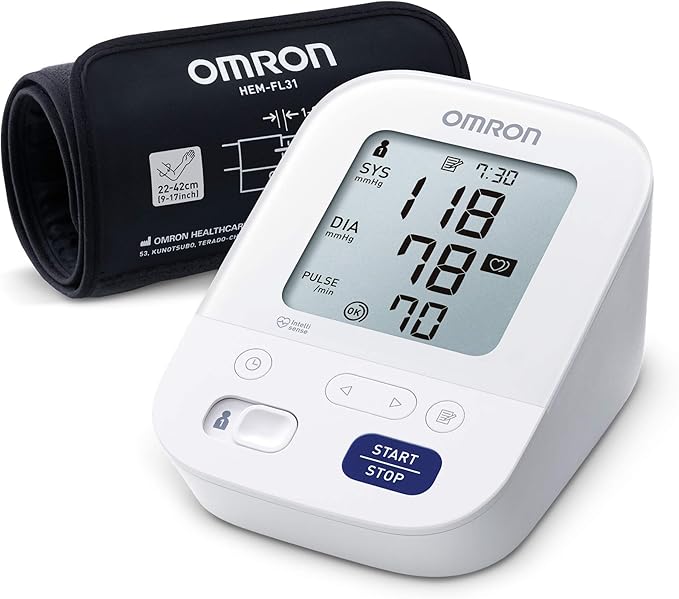 OMRON
HEM-FL31
22-42cm
[9-17inch]
OMRON HEALTHCARE
53, KUNOTSUBO, TERADO-C
OMRON
7:30
SYS
mmHg
118
DIA
mmHg
78
PULSE
/min
OK
70
Intelli
sense
1
START
STOP